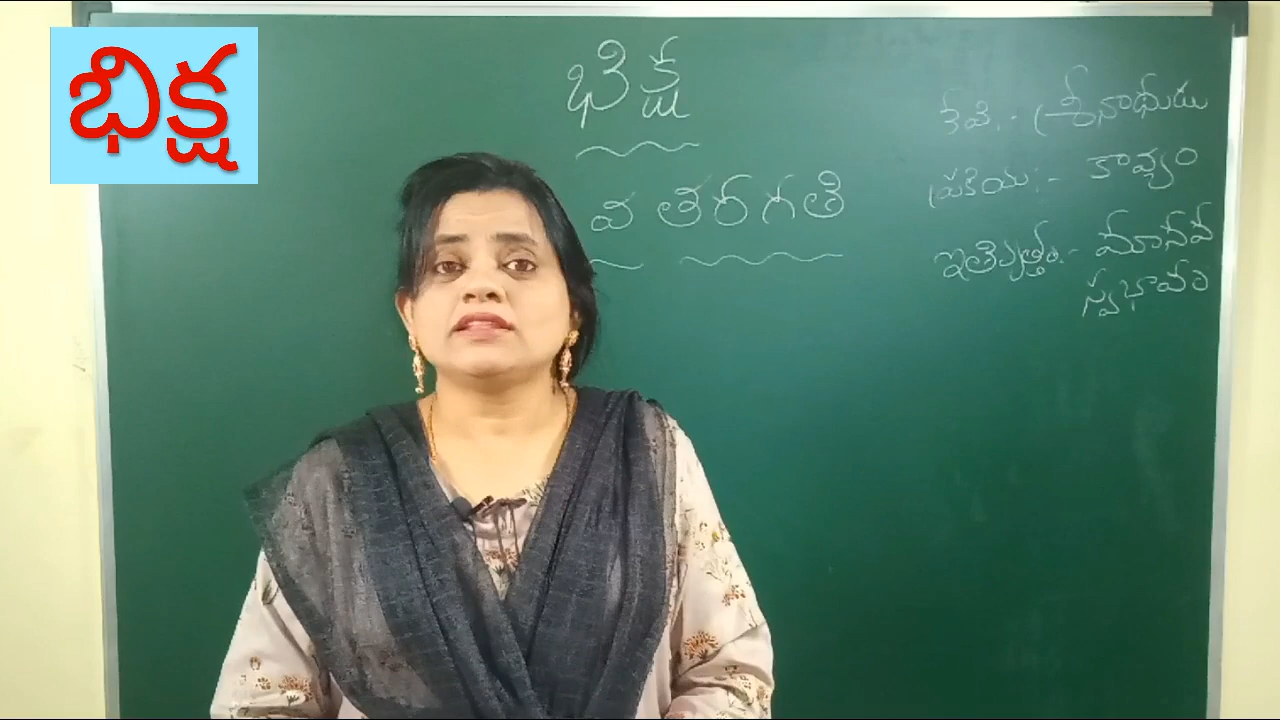 భిక్ష
భిక్ష
వ తరగతి
కవి :- శ్రీనాథుడు
ప్రక్రియ :- కావ్యం
ఇతివృత్తం :- మానవ
స్వభావం